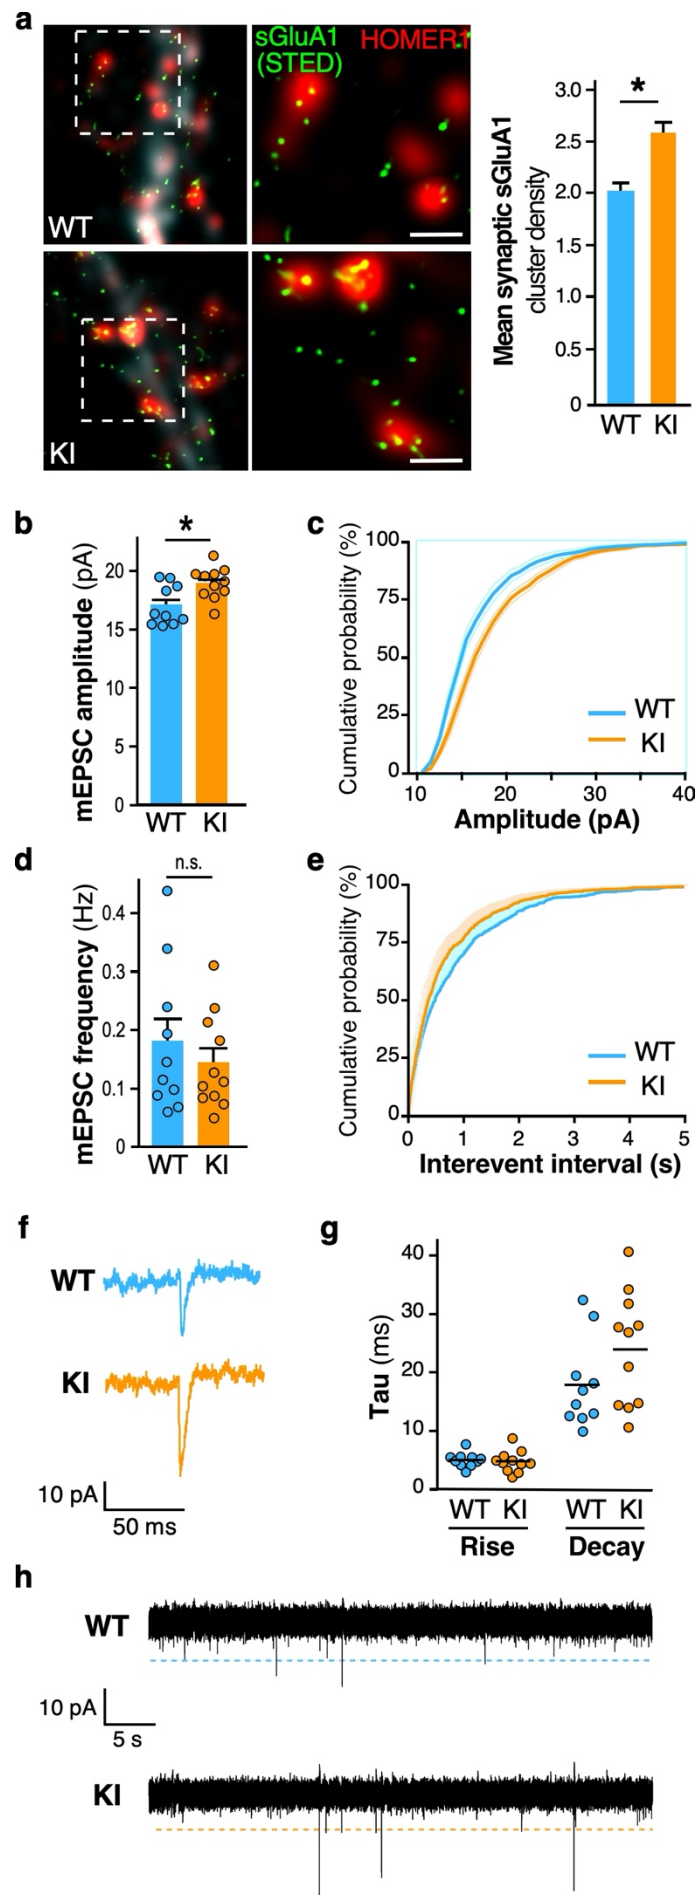 a
sGluA1
(STED)
HOMER1
WT
KI
Mean synaptic sGluA1
cluster density
3.0
2.5
2.0
1.5
1.0
0.5
0
*
WT KI
b
mEPSC amplitude (pA)
20
15
10
5
0
*
WT KI
c
Cumulative probability (%)
100
75
50
25
0
10 20 30 40
Amplitude (pA)
WT
KI
d
mEPSC frequency (Hz)
0.4
0.3
0.2
0.1
0
n.s.
WT KI
e
Cumulative probability (%)
100
75
50
25
0
0 1 2 3 4 5
Interevent interval (s)
WT
KI
f
WT
KI
10 pA
50 ms
g
Tau (ms)
40
30
20
10
0
WT KI WT KI
Rise Decay
h
WT
10 pA
5 s
KI